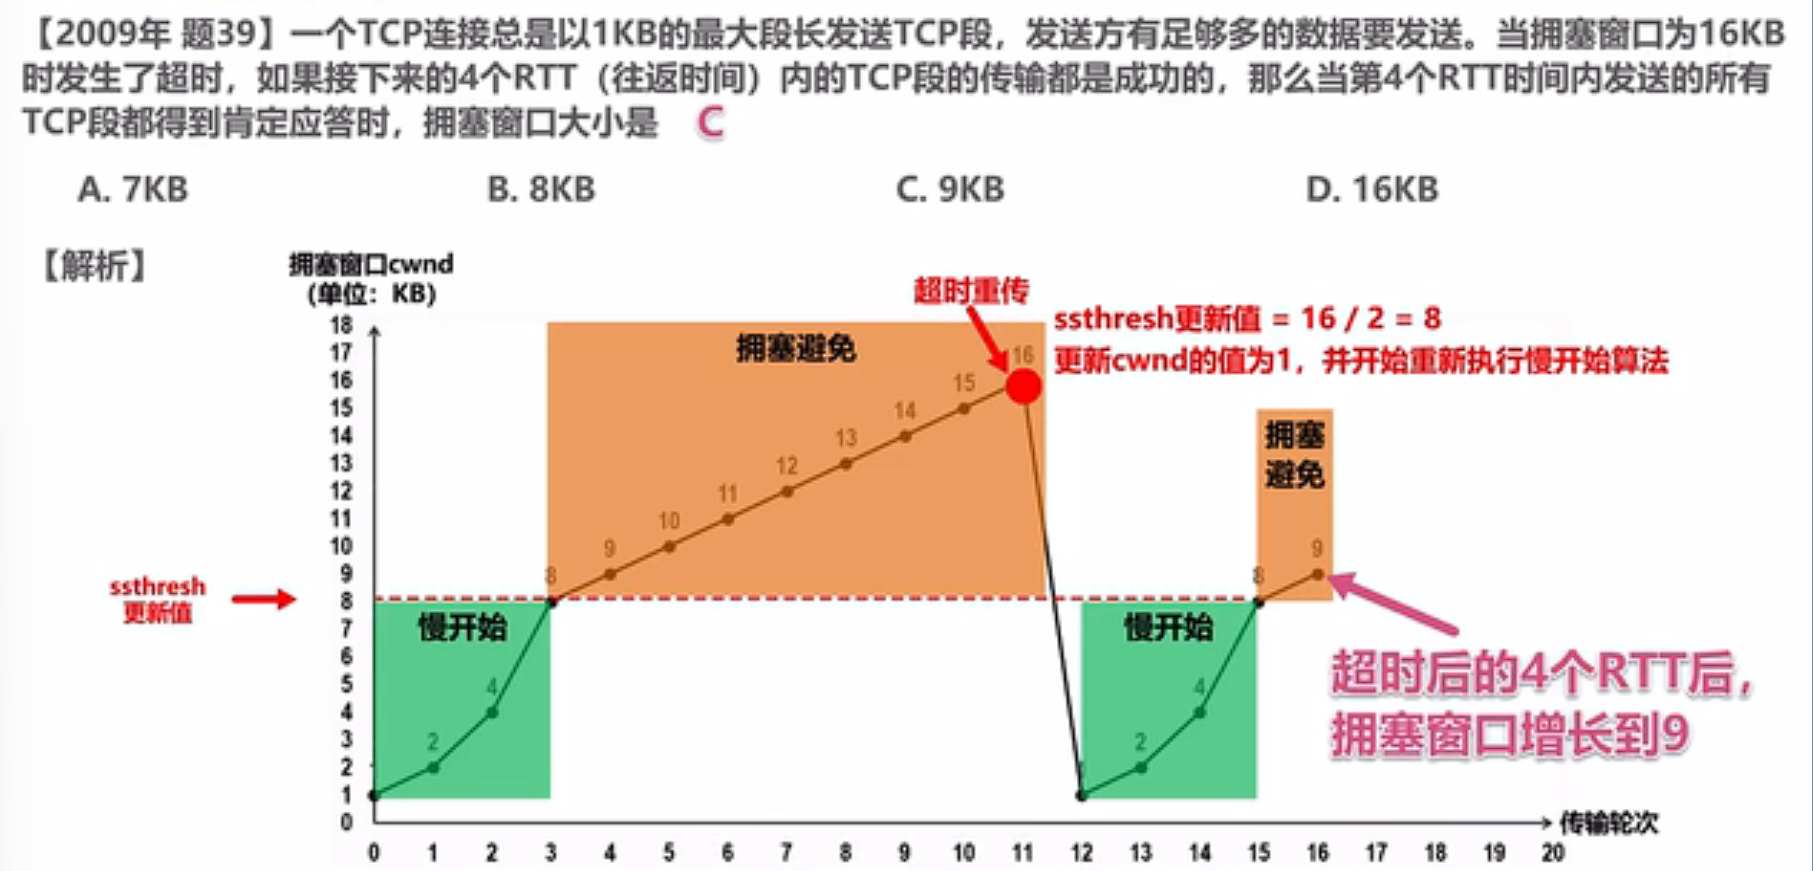 【2009年 题39】一个TCP连接总是以1KB的最大段长发送TCP段，发送方有足够多的数据要发送。当拥塞窗口为16KB
时发生了超时，如果接下来的4个RTT（往返时间）内的TCP段的传输都是成功的，那么当第4个RTT时间内发送的所有
TCP段都得到肯定应答时，拥塞窗口大小是 C
A. 7KB B. 8KB C. 9KB D. 16KB
【解析】
拥塞窗口cwnd
(单位：KB)
超时重传
ssthresh更新值 = 16 / 2 = 8
更新cwnd的值为1，并开始重新执行慢开始算法
18
17
16
15
14
13
12
11
10
9
8
7
6
5
4
3
2
1
0
拥塞避免
16
15
14
13
12
11
10
9
8
拥塞
避免
9
8
ssthresh
更新值
慢开始
4
2
慢开始
4
2
超时后的4个RTT后，
拥塞窗口增长到9
传输轮次
0 1 2 3 4 5 6 7 8 9 10 11 12 13 14 15 16 17 18 19 20